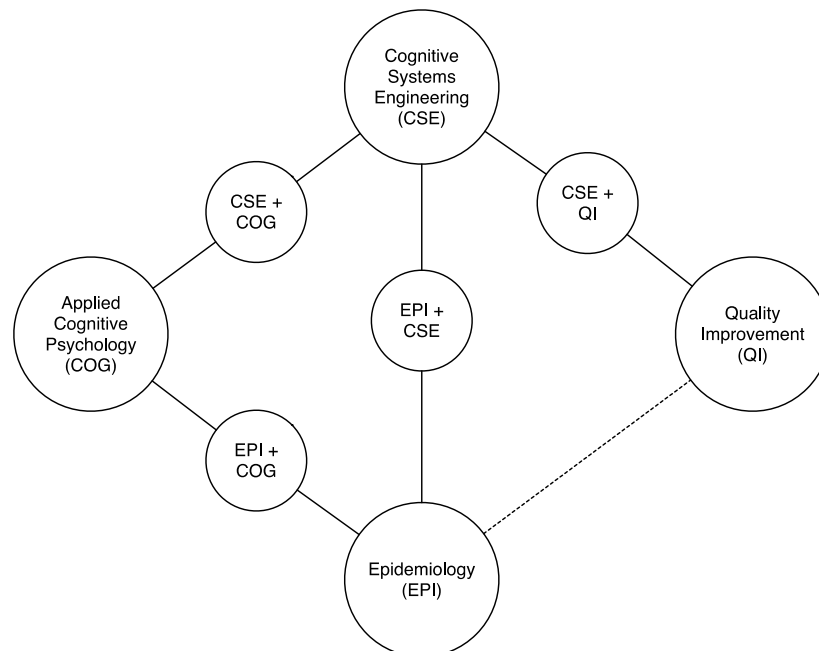 Cognitive
Systems
Engineering
(CSE)
CSE +
COG
CSE +
QI
Applied
Cognitive
Psychology
(COG)
EPI +
CSE
Quality
Improvement
(QI)
EPI +
COG
Epidemiology
(EPI)